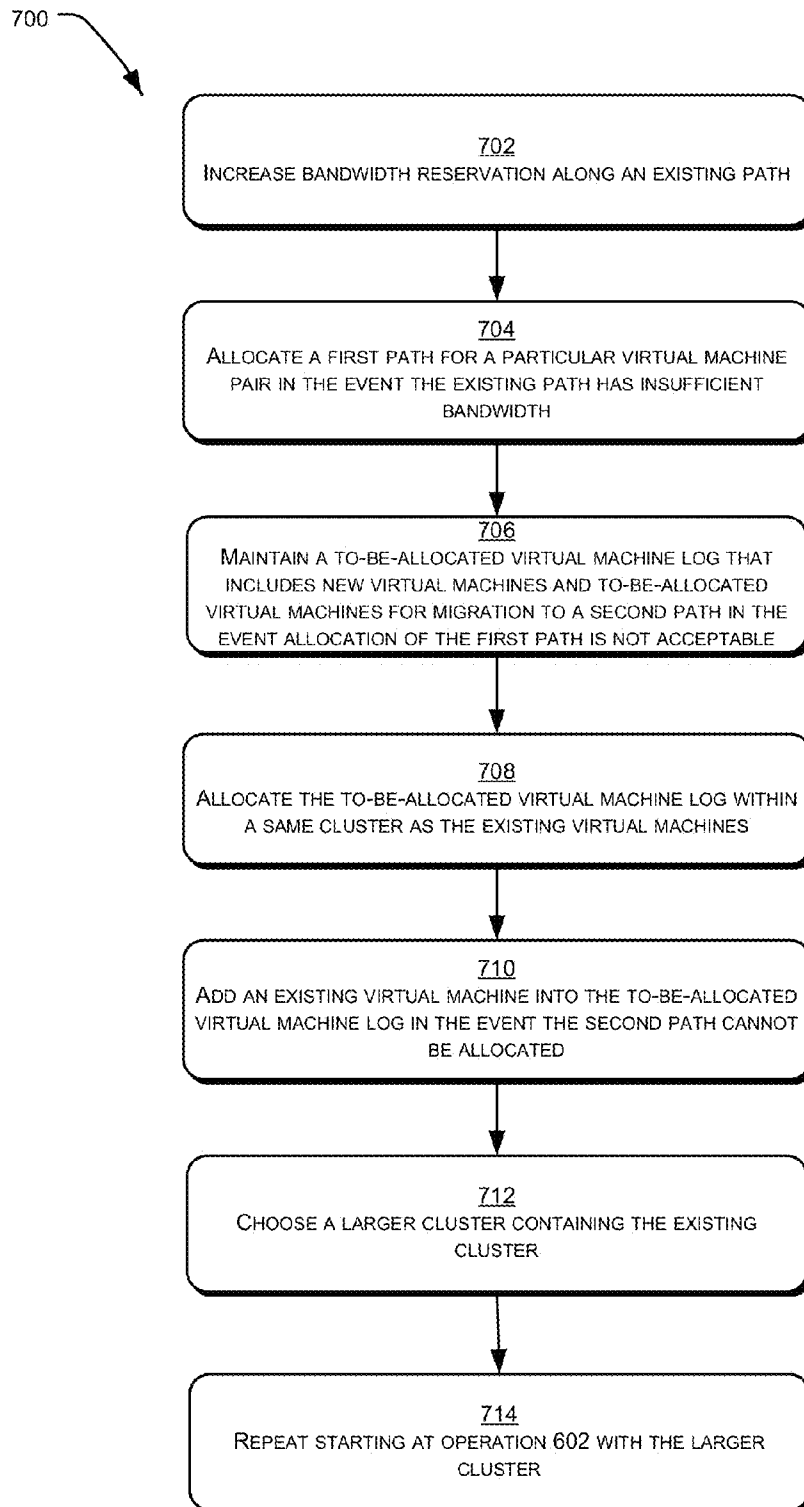 700
702
INCREASE BANDWIDTH RESERVATION ALONG AN EXISTING PATH
704
ALLOCATE A FIRST PATH FOR A PARTICULAR VIRTUAL MACHINE
PAIR IN THE EVENT THE EXISTING PATH HAS INSUFFICIENT
BANDWIDTH
706
MAINTAIN A TO-BE-ALLOCATED VIRTUAL MACHINE LOG THAT
INCLUDES NEW VIRTUAL MACHINES AND TO-BE-ALLOCATED
VIRTUAL MACHINES FOR MIGRATION TO A SECOND PATH IN THE
EVENT ALLOCATION OF THE FIRST PATH IS NOT ACCEPTABLE
708
ALLOCATE THE TO-BE-ALLOCATED VIRTUAL MACHINE LOG WITHIN
A SAME CLUSTER AS THE EXISTING VIRTUAL MACHINES
710
ADD AN EXISTING VIRTUAL MACHINE INTO THE TO-BE-ALLOCATED
VIRTUAL MACHINE LOG IN THE EVENT THE SECOND PATH CANNOT
BE ALLOCATED
712
CHOOSE A LARGER CLUSTER CONTAINING THE EXISTING
CLUSTER
714
REPEAT STARTING AT OPERATION 602 WITH THE LARGER
CLUSTER